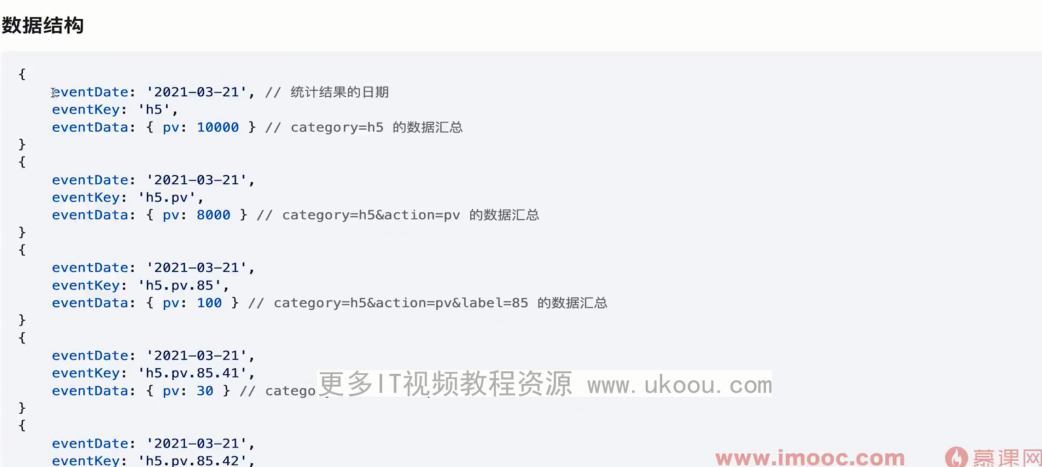 数据结构
{
eventDate: '2021-03-21', // 统计结果的日期
eventKey: 'h5',
eventData: { pv: 10000 } // category=h5 的数据汇总
}
{
eventDate: '2021-03-21',
eventKey: 'h5.pv',
eventData: { pv: 8000 } // category=h5&action=pv 的数据汇总
}
{
eventDate: '2021-03-21',
eventKey: 'h5.pv.85',
eventData: { pv: 100 } // category=h5&action=pv&label=85 的数据汇总
}
{
eventDate: '2021-03-21',
eventKey: 'h5.pv.85.41',
eventData: { pv: 30 } // catego
更多IT视频教程资源 www.ukoou.com
}
{
eventDate: '2021-03-21',
eventKey: 'h5.pv.85.42',
www.imooc.com 慕课网